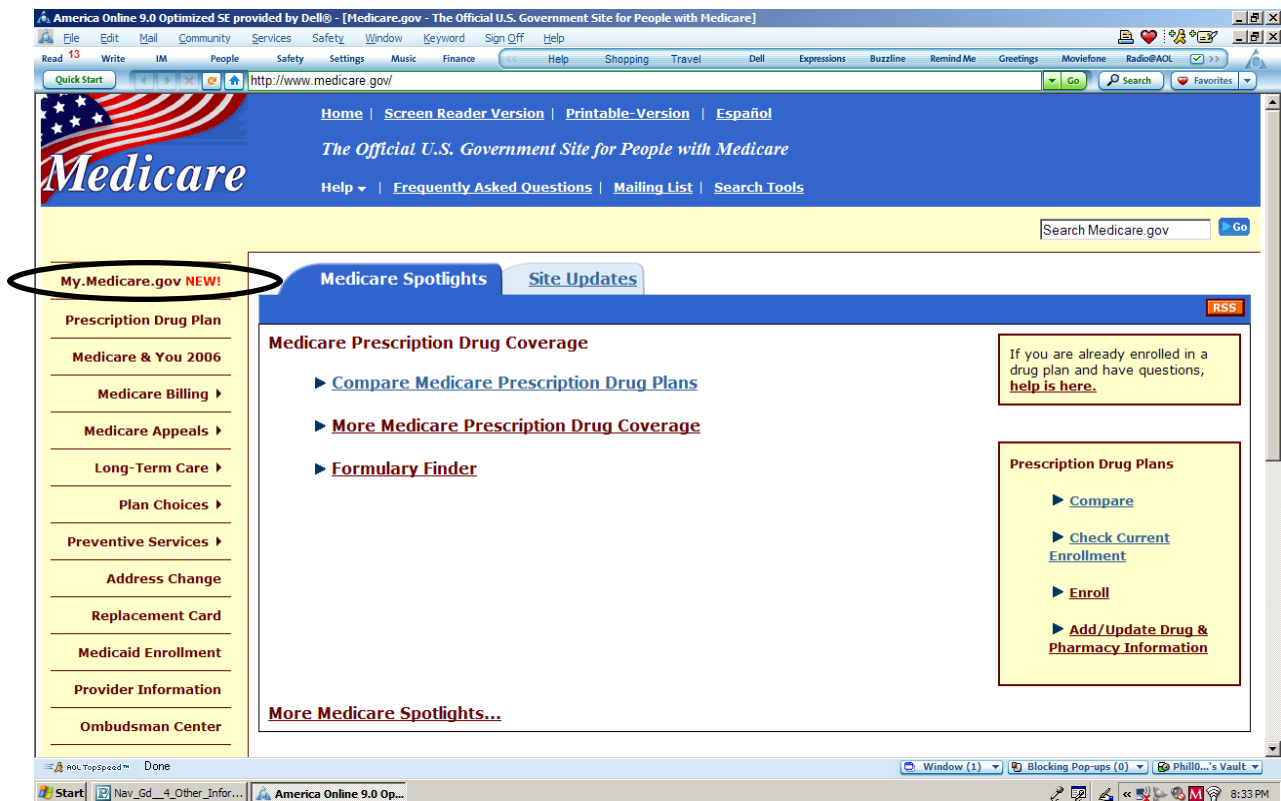 America Online 9.0 Optimized SE provided by Dell® - [Medicare.gov - The Official U.S. Government Site for People with Medicare]
File Edit Mail Community Services Safety Window Keyword Sign Off Help
Read 13 Write IM People Safety Settings Music Finance << Help Shopping Travel Dell Expressions Buzzline Remind Me Greetings Moviefone Radio@AOL >>
Quick Start http://www.medicare.gov/ Go Search Favorites
Home | Screen Reader Version | Printable-Version | Español
The Official U.S. Government Site for People with Medicare
Medicare
Help | Frequently Asked Questions | Mailing List | Search Tools
Search Medicare.gov Go
My.Medicare.gov NEW!
Prescription Drug Plan
Medicare & You 2006
Medicare Billing
Medicare Appeals
Long-Term Care
Plan Choices
Preventive Services
Address Change
Replacement Card
Medicaid Enrollment
Provider Information
Ombudsman Center
Medicare Spotlights Site Updates
RSS
Medicare Prescription Drug Coverage
Compare Medicare Prescription Drug Plans
More Medicare Prescription Drug Coverage
Formulary Finder
More Medicare Spotlights...
If you are already enrolled in a
drug plan and have questions,
help is here.
Prescription Drug Plans
Compare
Check Current
Enrollment
Enroll
Add/Update Drug &
Pharmacy Information
AOL TopSpeed™ Done Window (1) Blocking Pop-ups (0) Phill0...'s Vault
Start Nav_Gd__4_Other_Infor... America Online 9.0 Op... « M 8:33 PM